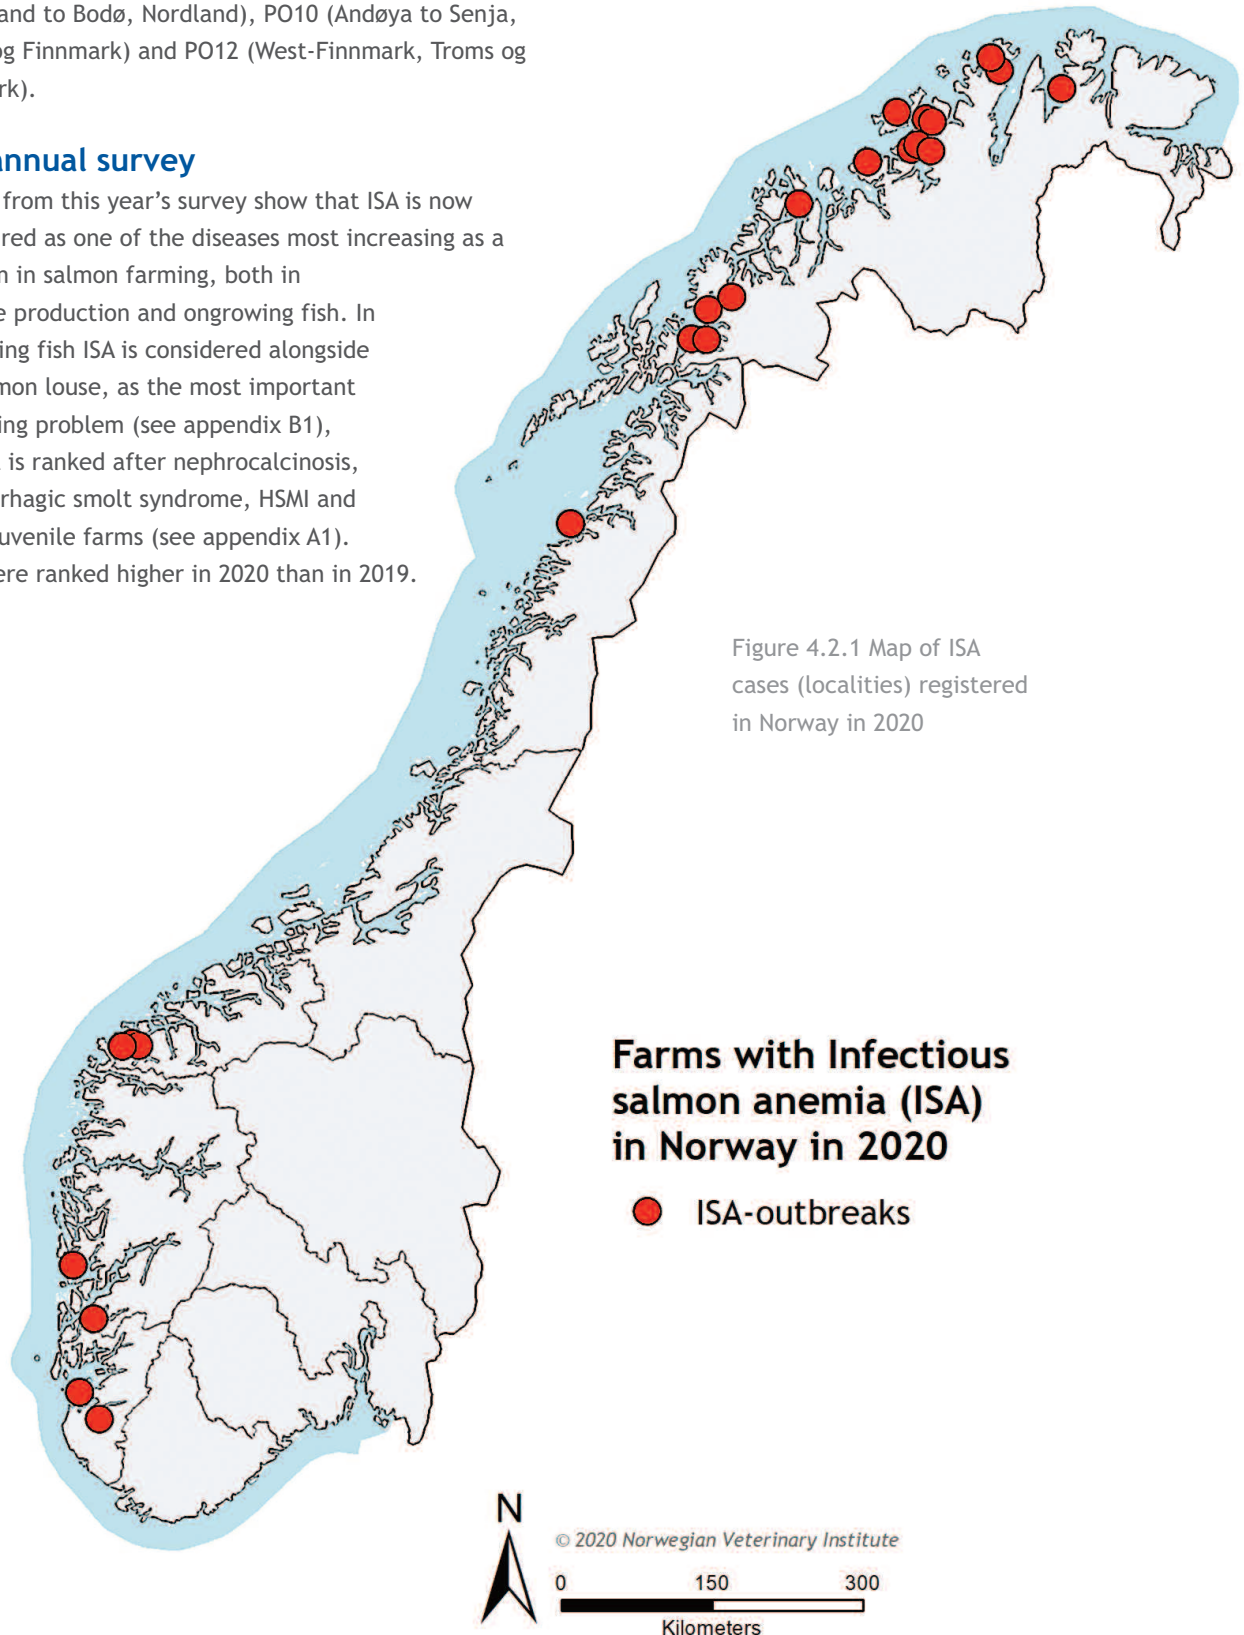 and to Bodø, Nordland), PO10 (Andøya to Senja,
og Finnmark) and PO12 (West-Finnmark, Troms og
rk).
annual survey
from this year’s survey show that ISA is now
red as one of the diseases most increasing as a
in salmon farming, both in
e production and ongrowing fish. In
ing fish ISA is considered alongside
mon louse, as the most important
ing problem (see appendix B1),
is ranked after nephrocalcinosis,
rrhagic smolt syndrome, HSMI and
uvenile farms (see appendix A1).
ere ranked higher in 2020 than in 2019.
Figure 4.2.1 Map of ISA
cases (localities) registered
in Norway in 2020
Farms with Infectious
salmon anemia (ISA)
in Norway in 2020
ISA-outbreaks
N
© 2020 Norwegian Veterinary Institute
0 150 300
Kilometers